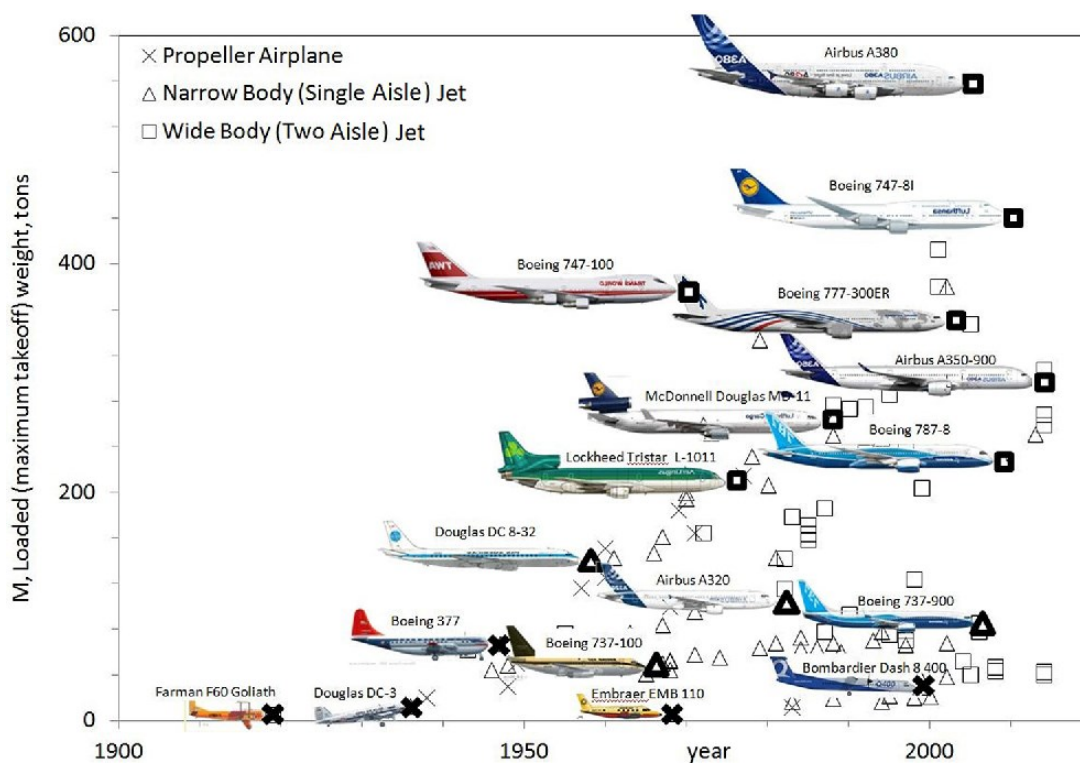 600
Propeller Airplane
Narrow Body (Single Aisle) Jet
Wide Body (Two Aisle) Jet
Airbus A380
Boeing 747-8I
400
Boeing 747-100
Boeing 777-300ER
Airbus A350-900
McDonnell Douglas MD-11
Boeing 787-8
Lockheed Tristar L-1011
200
Douglas DC 8-32
Airbus A320
Boeing 737-900
Boeing 377
Boeing 737-100
Bombardier Dash 8 400
Farman F60 Goliath
Douglas DC-3
Embraer EMB 110
0
1900
1950
year
2000
M, Loaded (maximum takeoff) weight, tons